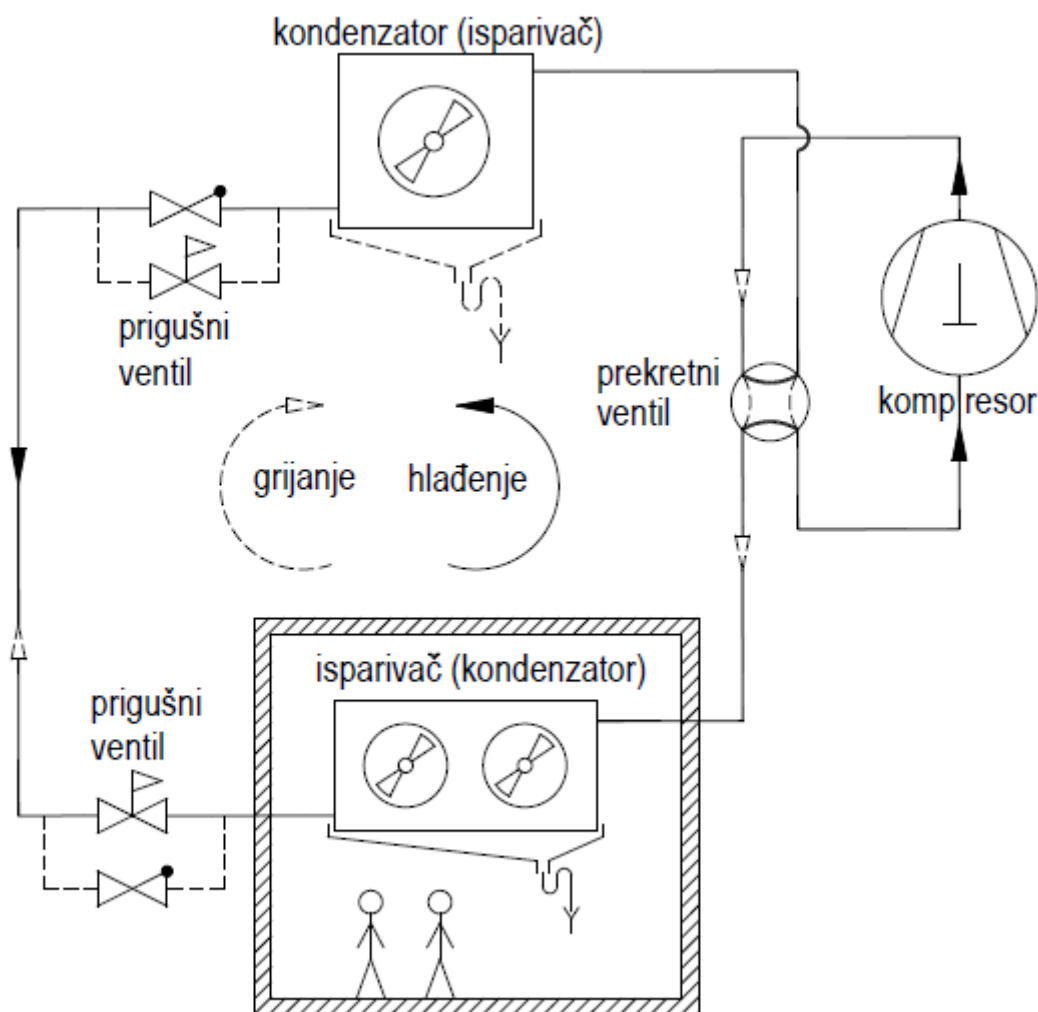 kondenzator (isparivač)
prigušni
ventil
prekretni
ventil
komp resor
grijanje
hlađenje
isparivač (kondenzator)
prigušni
ventil